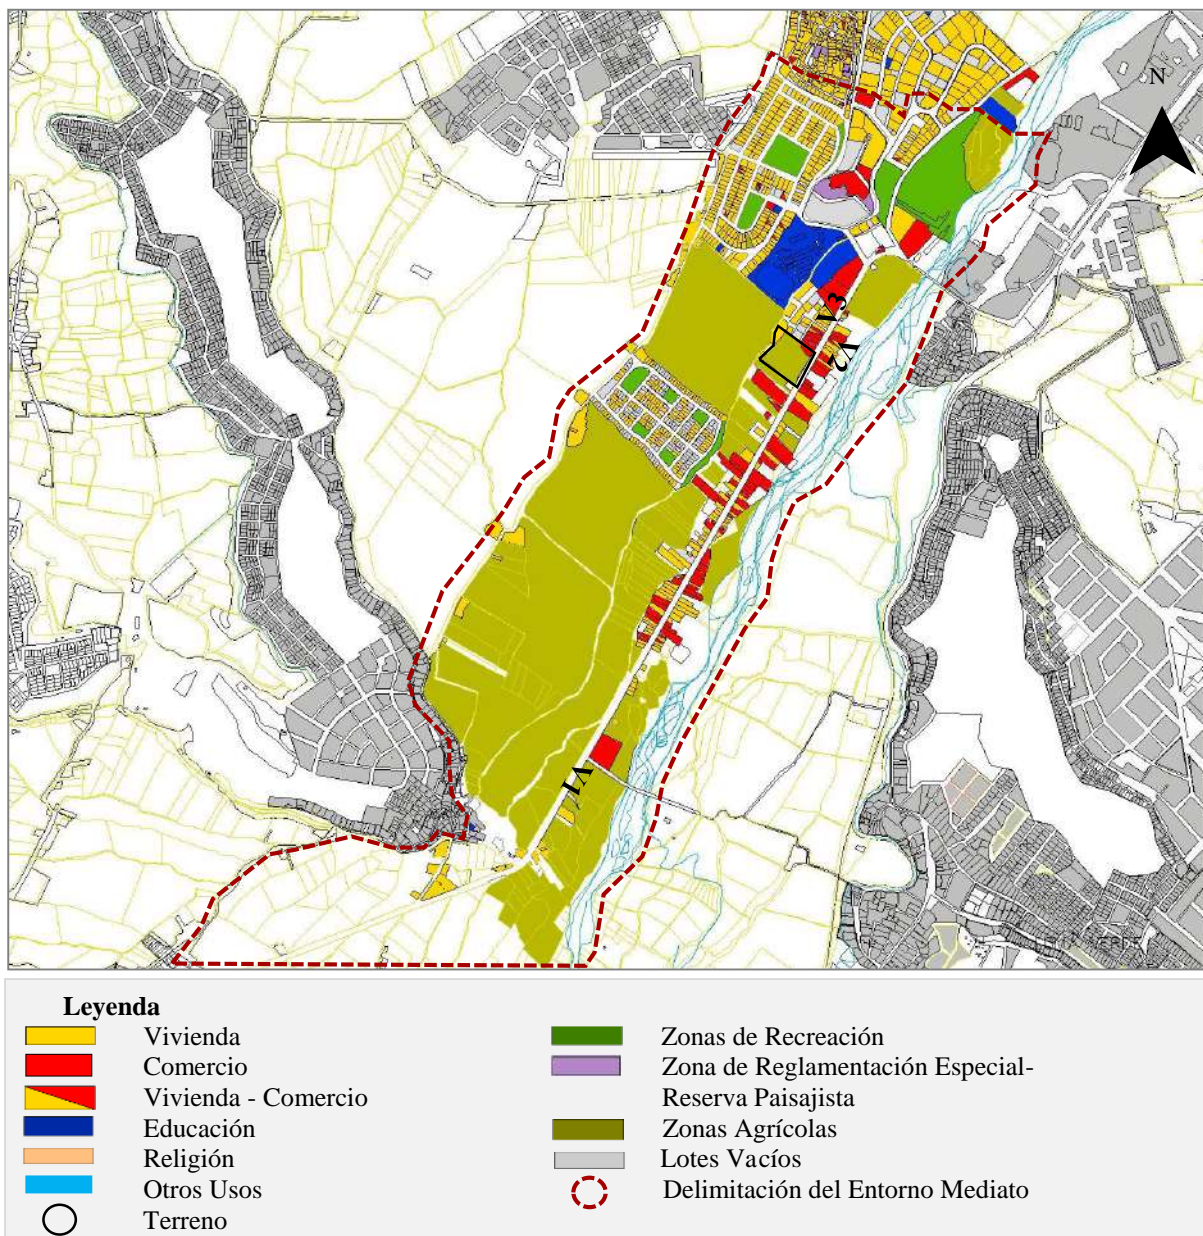 N
V3
V2
V1
Leyenda
Vivienda
Comercio
Vivienda - Comercio
Educación
Religión
Otros Usos
Terreno
Zonas de Recreación
Zona de Reglamentación Especial-
Reserva Paisajista
Zonas Agrícolas
Lotes Vacíos
Delimitación del Entorno Mediato